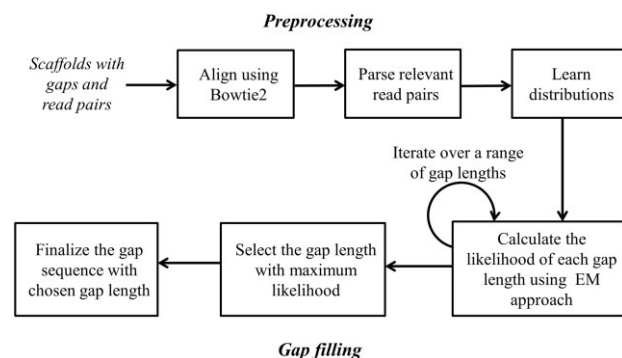 Preprocessing
Scaffolds with
gaps and
read pairs
Align using
Bowtie2
Parse relevant
read pairs
Learn
distributions
Iterate over a range
of gap lengths
Calculate the
likelihood of each gap
length using EM
approach
Select the gap length
with maximum
likelihood
Finalize the gap
sequence with
chosen gap length
Gap filling